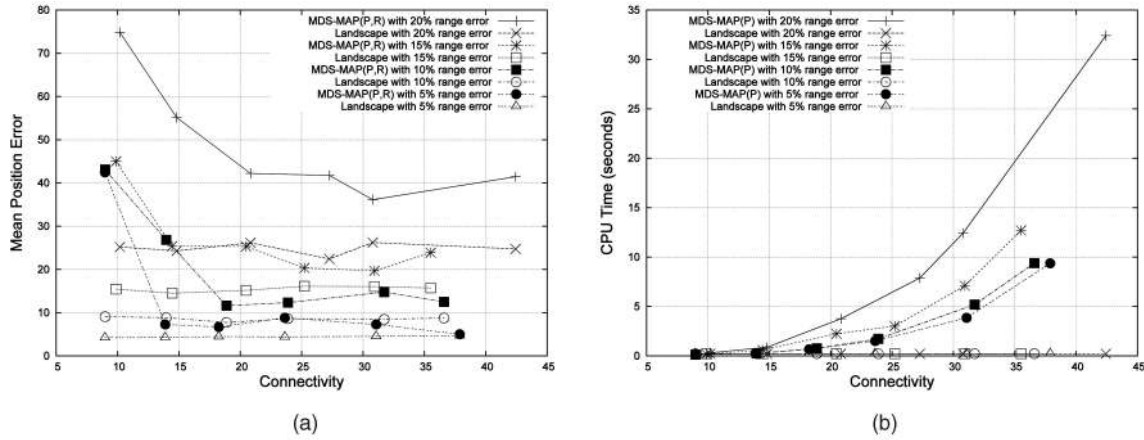 80
70
60
50
40
30
20
10
0
Mean Position Error
MDS-MAP(P,R) with 20% range error
Landscape with 20% range error
MDS-MAP(P,R) with 15% range error
Landscape with 15% range error
MDS-MAP(P,R) with 10% range error
Landscape with 10% range error
MDS-MAP(P,R) with 5% range error
Landscape with 5% range error
5 10 15 20 25 30 35 40 45
Connectivity
(a)
35
30
25
20
15
10
5
0
CPU Time (seconds)
MDS-MAP(P) with 20% range error
Landscape with 20% range error
MDS-MAP(P) with 15% range error
Landscape with 15% range error
MDS-MAP(P) with 10% range error
Landscape with 10% range error
MDS-MAP(P) with 5% range error
Landscape with 5% range error
5 10 15 20 25 30 35 40 45
Connectivity
(b)